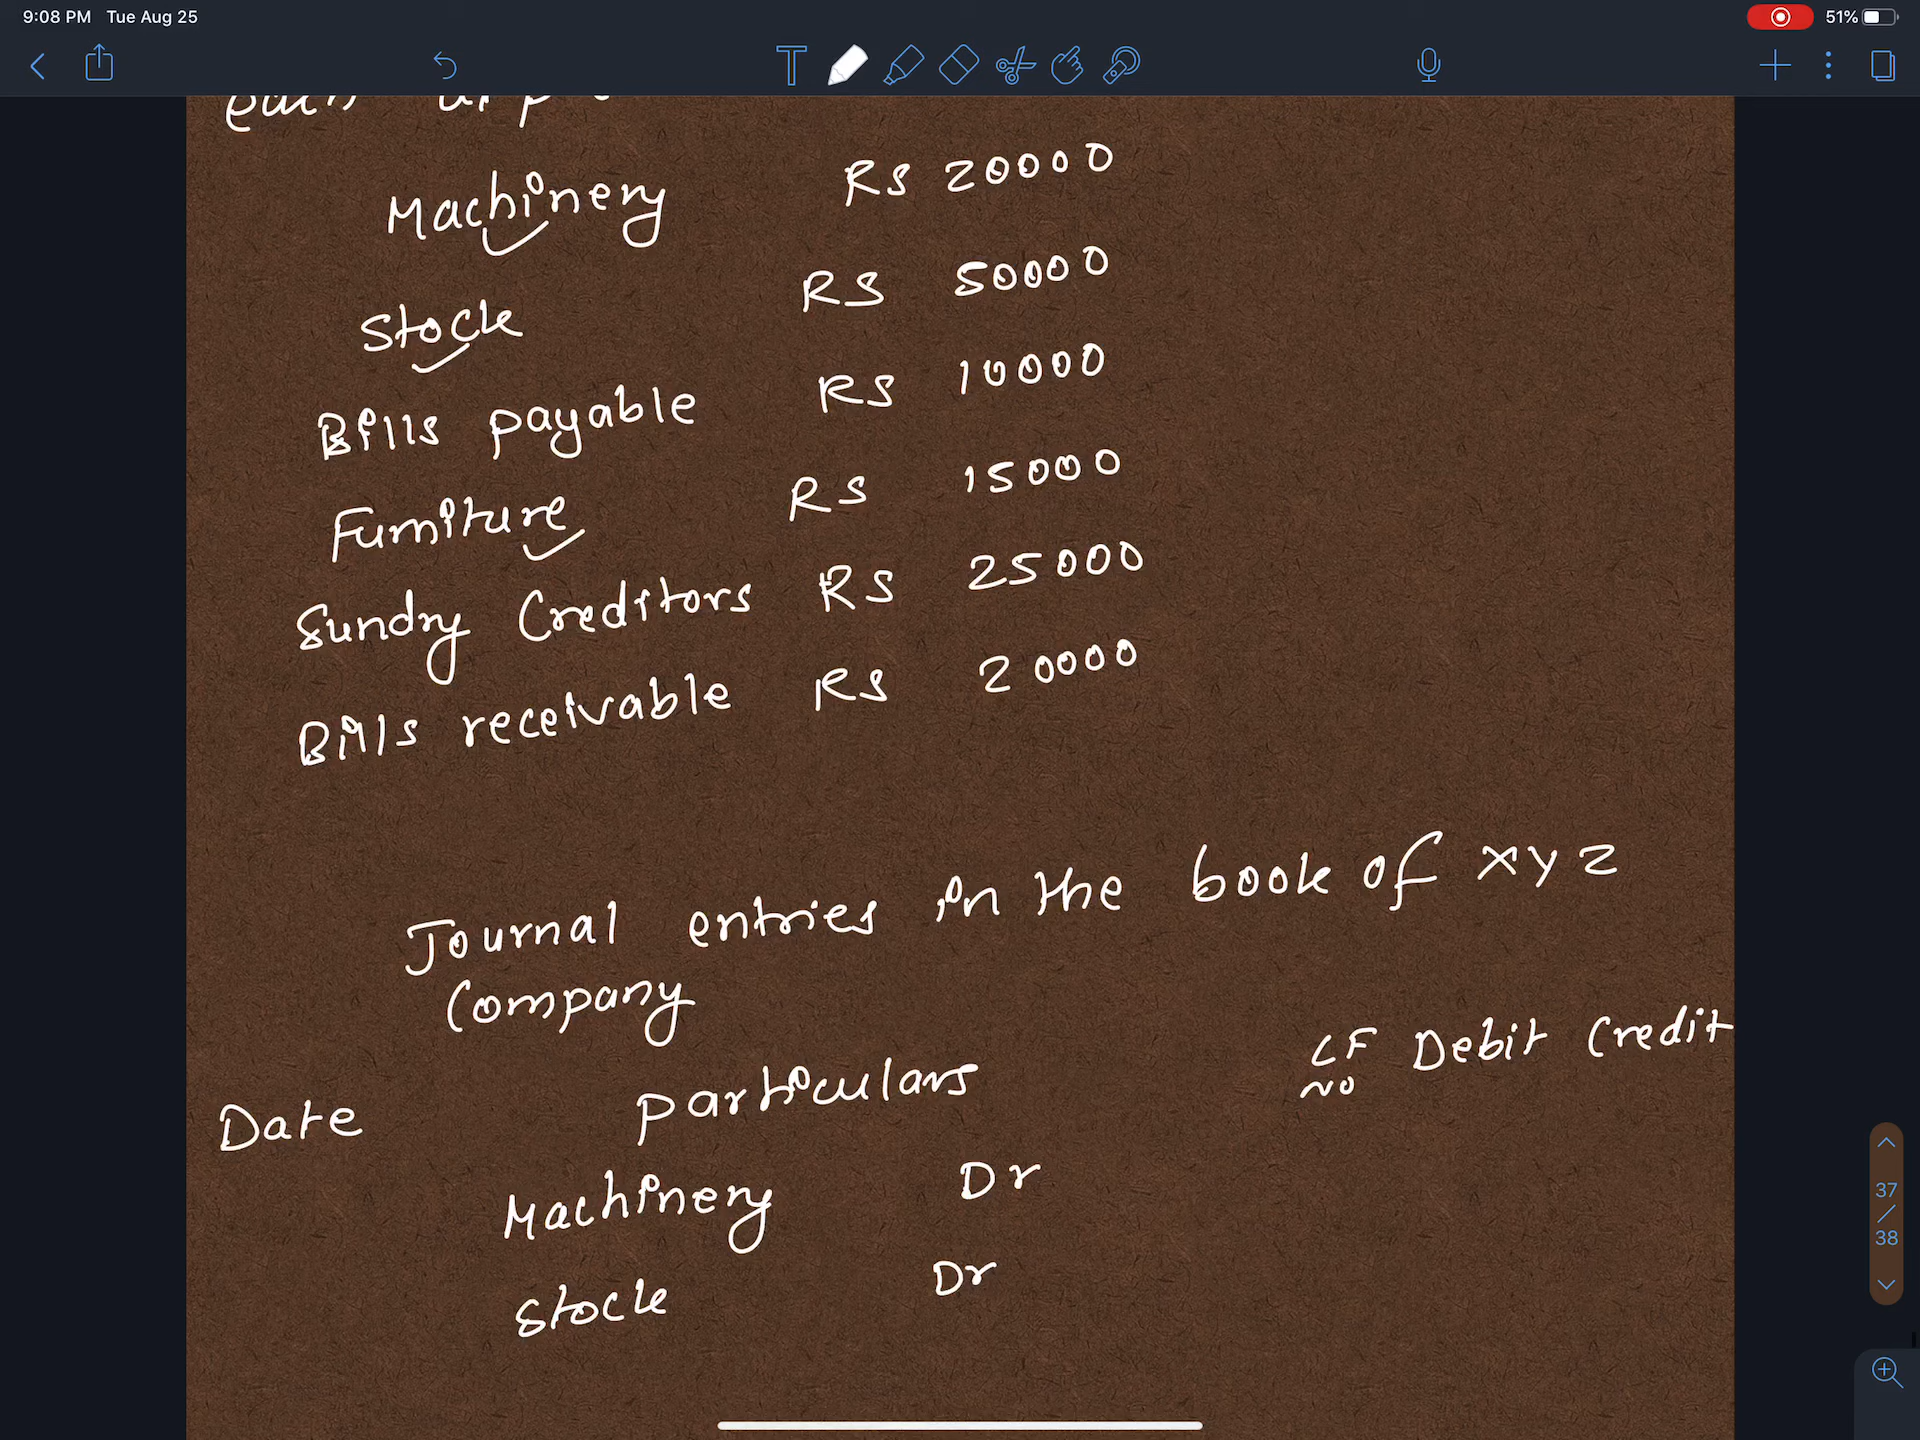 9:08 PM Tue Aug 25
51%
Machinery Rs 20000
Stock Rs 50000
Bills payable Rs 10000
Furniture Rs 15000
Sundry Creditors Rs 25000
Bills receivable Rs 20000
Journal entries in the book of xyz
Company
Date Particulars LF Debit Credit
No
Machinery Dr
Stock Dr
37
/
38